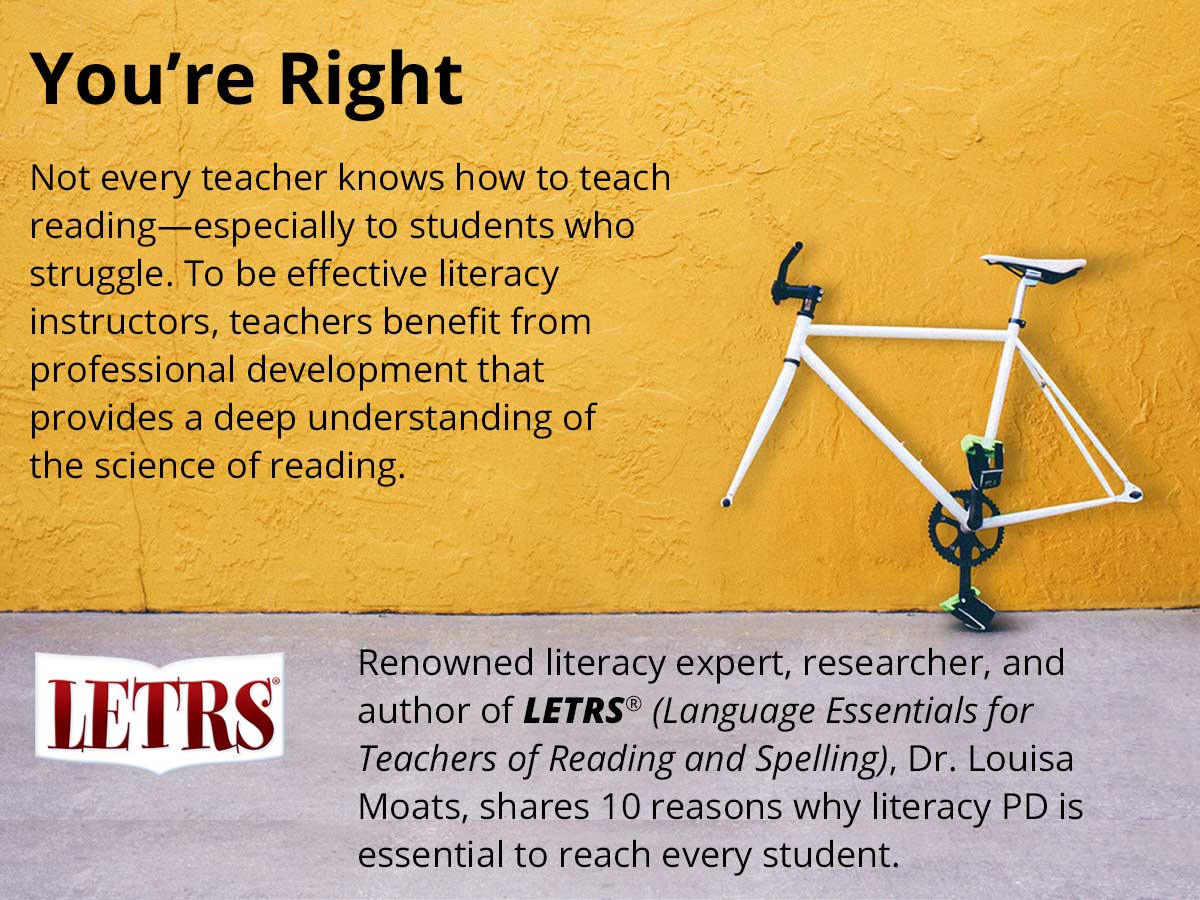 You’re Right
Not every teacher knows how to teach
reading—especially to students who
struggle. To be effective literacy
instructors, teachers benefit from
professional development that
provides a deep understanding of
the science of reading.
LETRS®
Renowned literacy expert, researcher, and
author of LETRS® (Language Essentials for
Teachers of Reading and Spelling), Dr. Louisa
Moats, shares 10 reasons why literacy PD is
essential to reach every student.